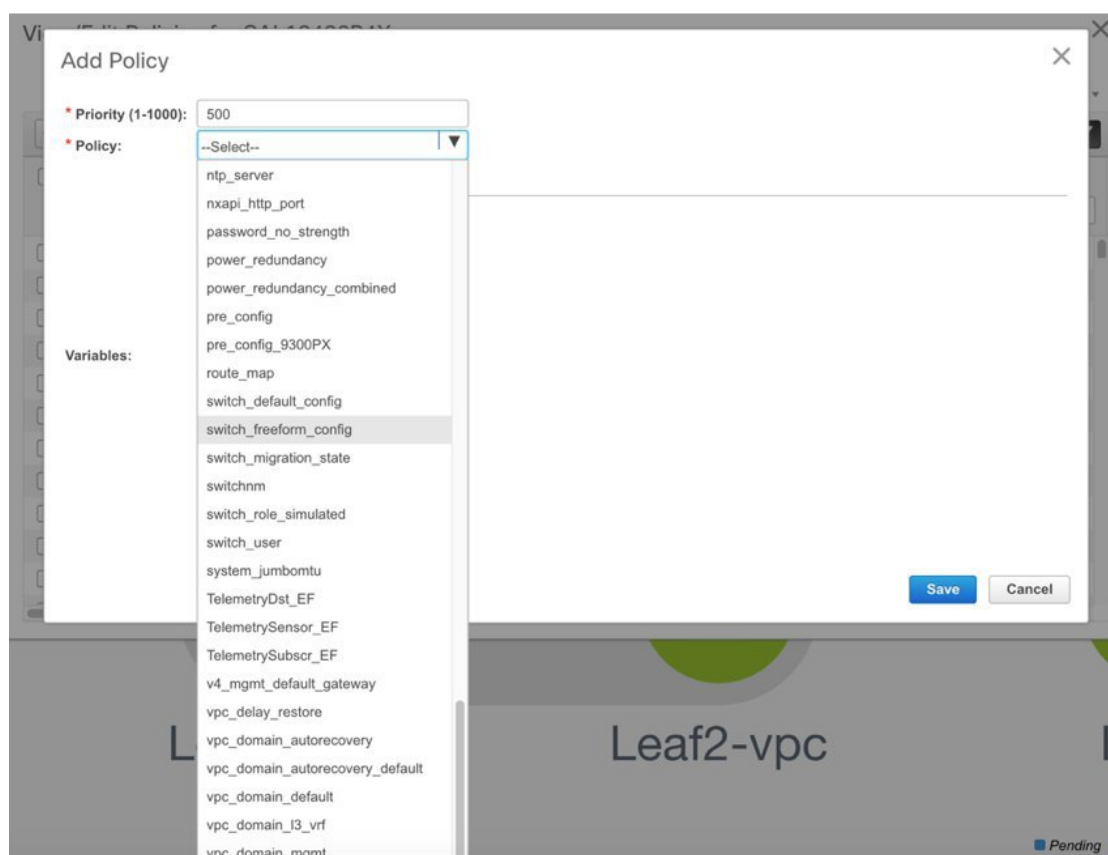 Add Policy
* Priority (1-1000): 500
* Policy: --Select--
ntp_server
nxapi_http_port
password_no_strength
power_redundancy
power_redundancy_combined
pre_config
pre_config_9300PX
Variables:
route_map
switch_default_config
switch_freeform_config
switch_migration_state
switchnm
switch_role_simulated
switch_user
system_jumbomtu
Save Cancel
TelemetryDst_EF
TelemetrySensor_EF
TelemetrySubscr_EF
v4_mgmt_default_gateway
vpc_delay_restore
vpc_domain_autorecovery
Leaf2-vpc
vpc_domain_autorecovery_default
vpc_domain_default
vpc_domain_l3_vrf
vpc_domain_mgmt
Pending